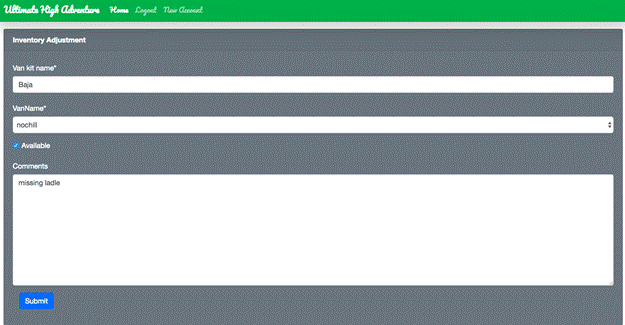 Ultimate High Adventure Home Logout New Account
Inventory Adjustment
Van kit name*
Baja
VanName*
nochill
Available
Comments
missing ladle
Submit